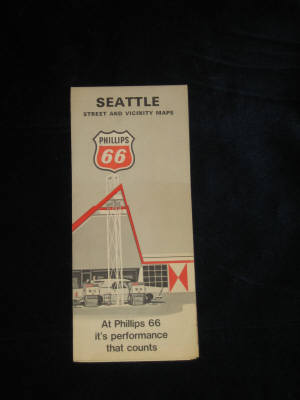 SEATTLE
STREET AND VICINITY MAPS
PHILLIPS
66
At Phillips 66
it's performance
that counts